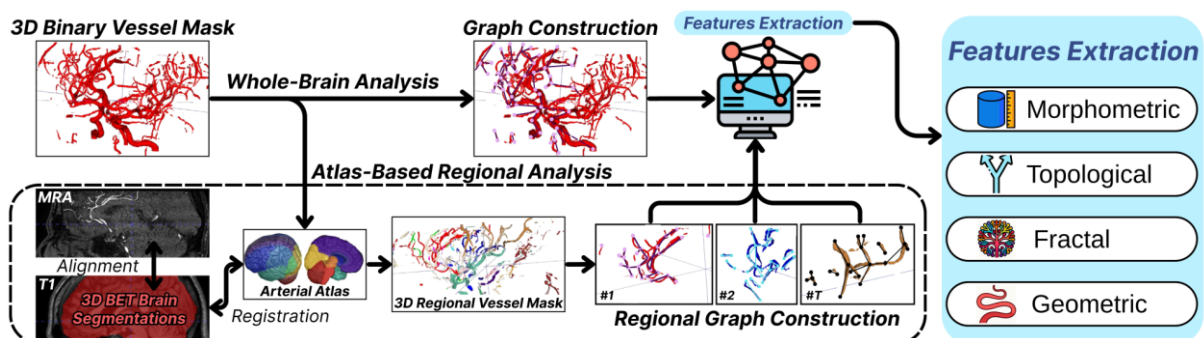 3D Binary Vessel Mask
Graph Construction
Features Extraction
Whole-Brain Analysis
Atlas-Based Regional Analysis
MRA
Alignment
T1
3D BET Brain
Segmentations
Registration
Arterial Atlas
3D Regional Vessel Mask
#1
#2
#T
Regional Graph Construction
Features Extraction
Morphometric
Topological
Fractal
Geometric